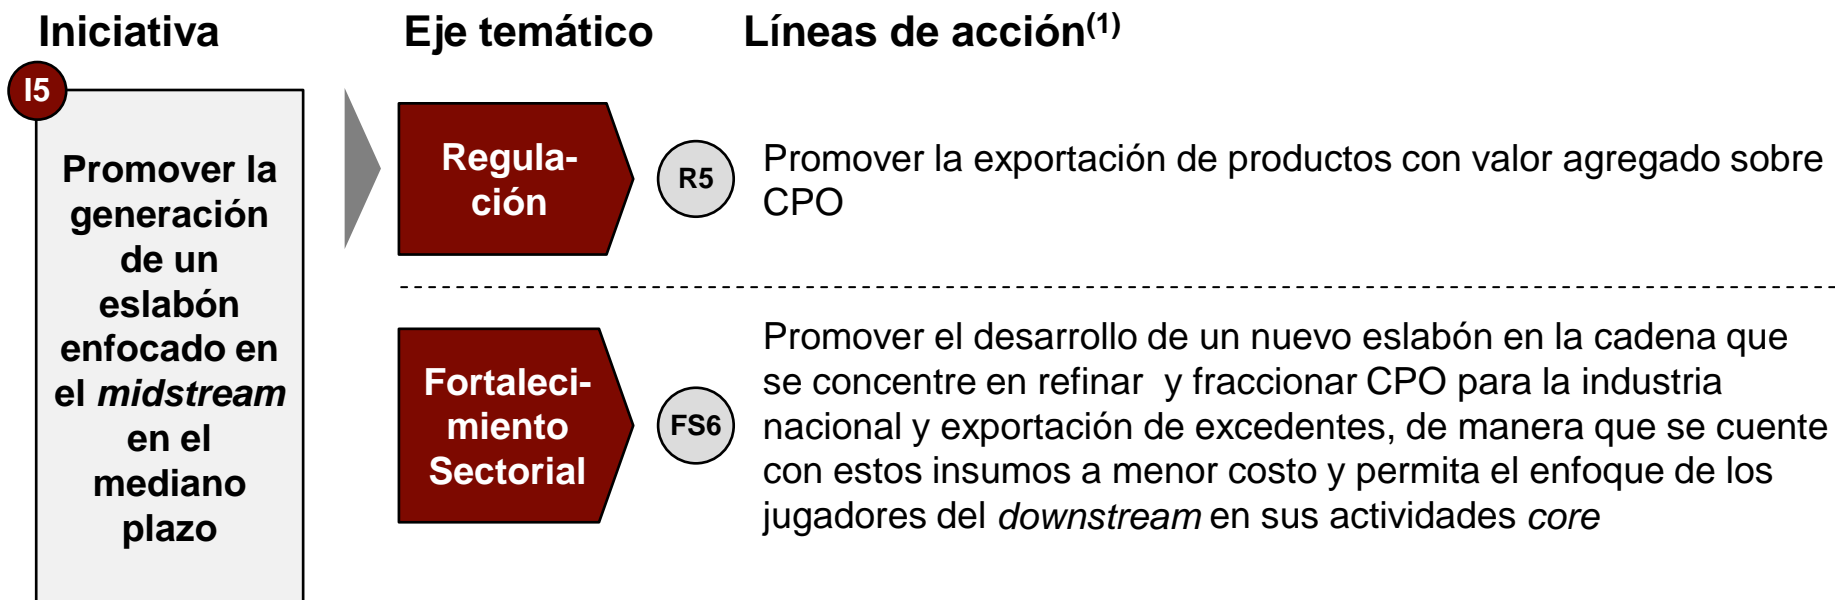 Iniciativa
Eje temático
Líneas de acción(1)
I5
Promover la
generación
de un
eslabón
enfocado en
el midstream
en el
mediano
plazo
Regula-
ción
R5
Promover la exportación de productos con valor agregado sobre
CPO
Fortaleci-
miento
Sectorial
FS6
Promover el desarrollo de un nuevo eslabón en la cadena que
se concentre en refinar  y fraccionar CPO para la industria
nacional y exportación de excedentes, de manera que se cuente
con estos insumos a menor costo y permita el enfoque de los
jugadores del downstream en sus actividades core